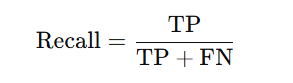 Recall = TP / (TP + FN)